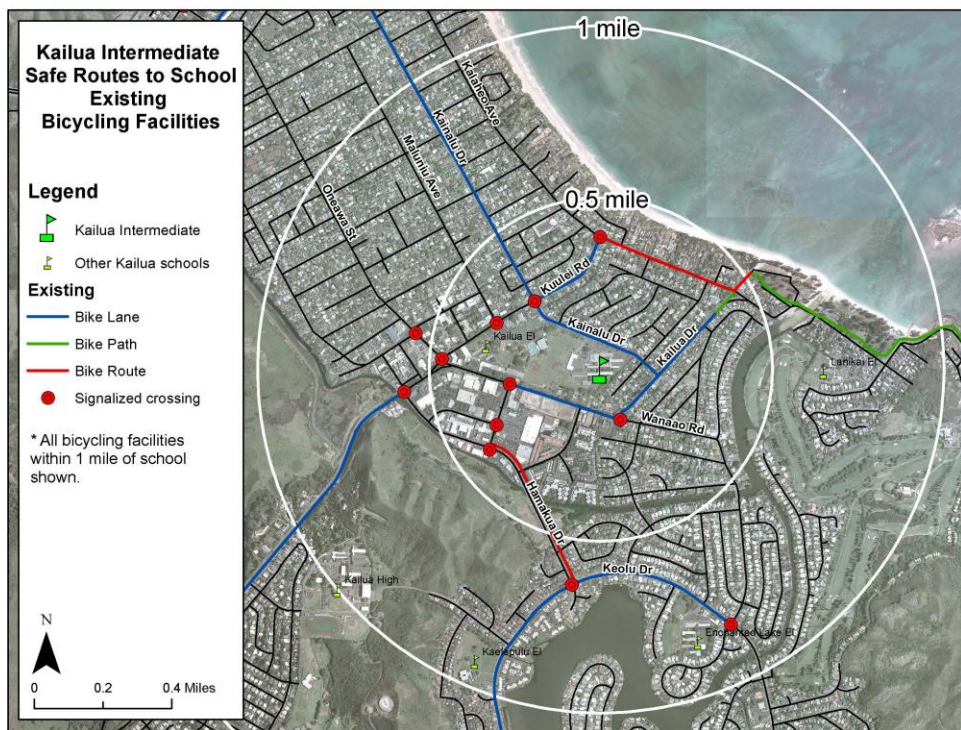 Kailua Intermediate
Safe Routes to School
Existing
Bicycling Facilities
Legend
Kailua Intermediate
Other Kailua schools
Existing
Bike Lane
Bike Path
Bike Route
Signalized crossing
* All bicycling facilities
within 1 mile of school
shown.
N
0 0.2 0.4 Miles
1 mile
0.5 mile
Kalaheo Ave
Kainalu Dr
Maluniu Ave
Oneawa St
Kuulei Rd
Kainalu Dr
Kailua Dr
Kailua El
Lanikai El
Wanaao Rd
Hamakua Dr
Keolu Dr
Kailua High
Enchanted Lake El
Kaelepulu El